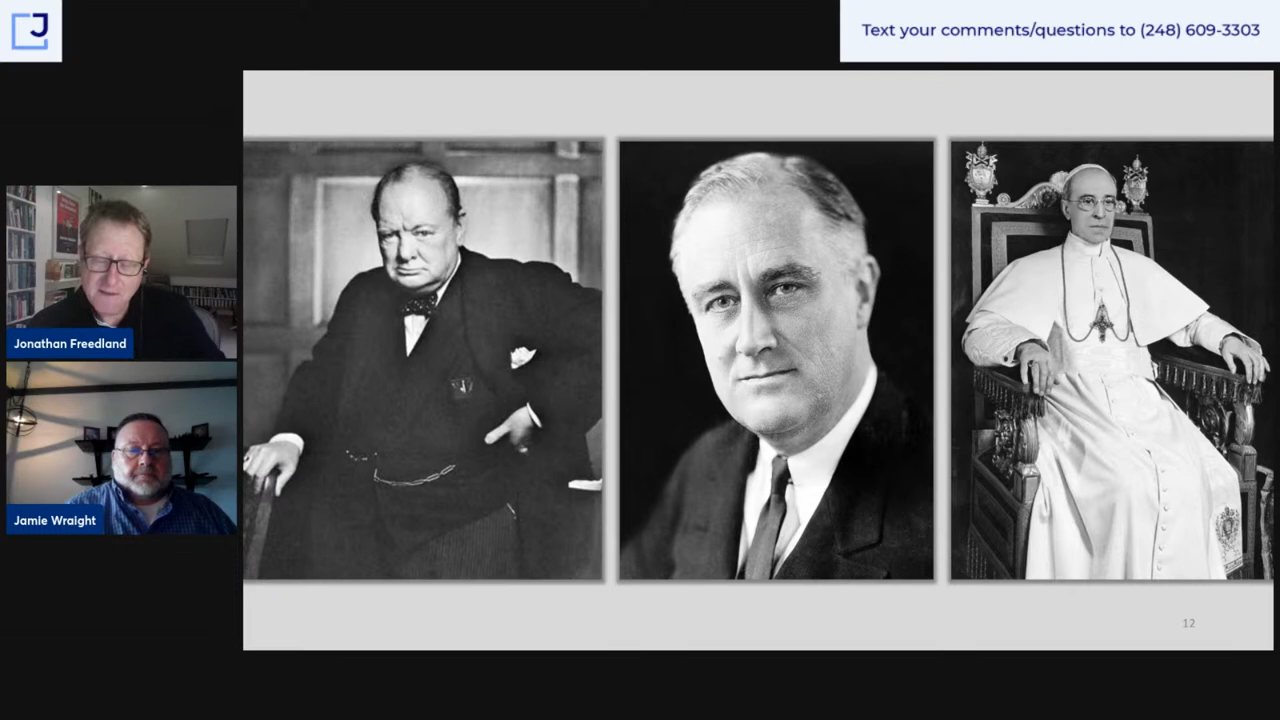 J
Text your comments/questions to (248) 609-3303
Jonathan Freedland
Jamie Wraight
12